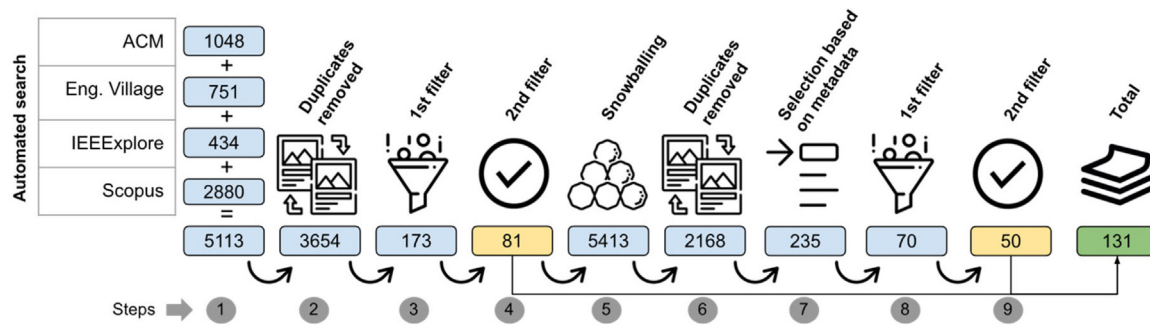 Automated search
ACM
1048
+
Eng. Village
751
+
IEEExplore
434
+
Scopus
2880
=
Duplicates
removed
1st filter
2nd filter
Snowballing
Duplicates
removed
Selection based
on metadata
1st filter
2nd filter
Total
5113
3654
173
81
5413
2168
235
70
50
131
Steps
1
2
3
4
5
6
7
8
9